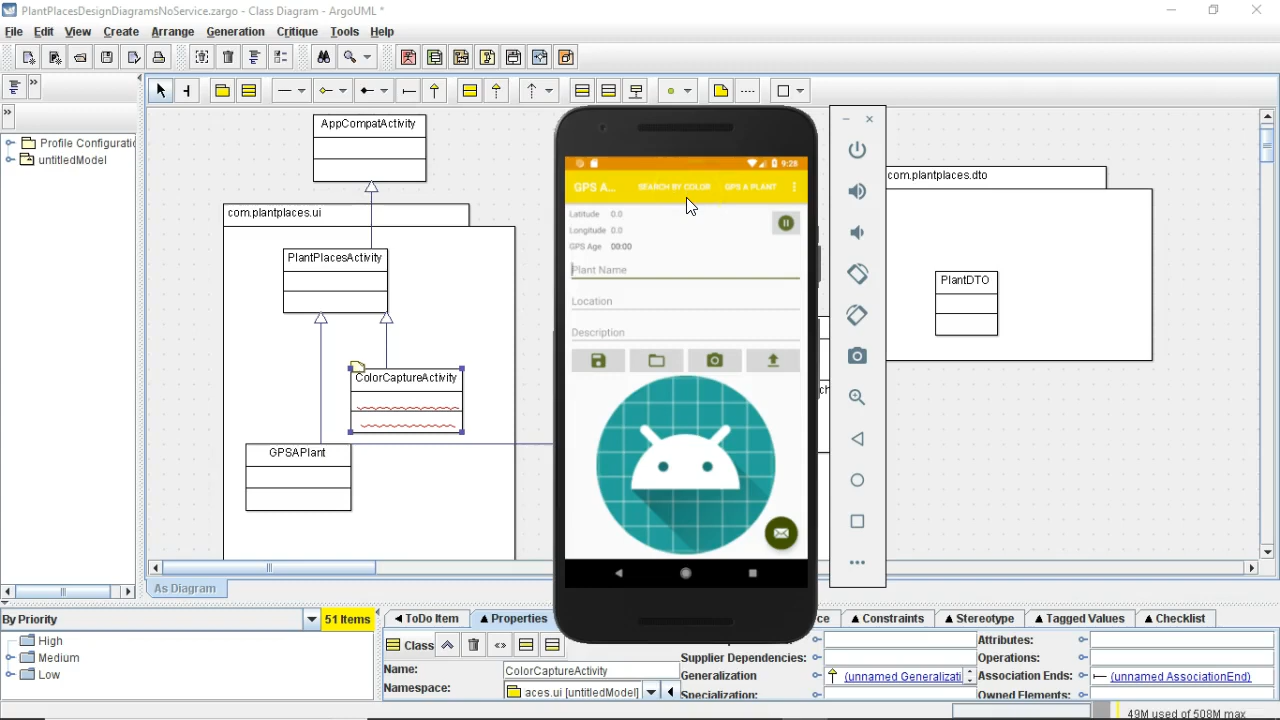 PlantPlacesDesignDiagramsNoService.zargo - Class Diagram - ArgoUML *
File Edit View Create Arrange Generation Critique Tools Help
Profile Configurati
untitledModel
AppCompatActivity
com.plantplaces.ui
PlantPlacesActivity
ColorCaptureActivity
GPSAPlant
com.plantplaces.dto
PlantDTO
ch
9:28
GPS A... SEARCH BY COLOR GPS A PLANT
Latitude 0.0
Longitude 0.0
GPS Age 00:00
Plant Name
Location
Description
As Diagram
By Priority 51 Items
High
Medium
Low
ToDo Item Properties ce Constraints Stereotype Tagged Values Checklist
Class
Name: ColorCaptureActivity
Namespace: aces.ui [untitledModel]
Supplier Dependencies:
Generalization (unnamed Generalizati
Specialization:
Attributes:
Operations:
Association Ends: (unnamed AssociationEnd)
Owned Elements:
49M used of 508M max